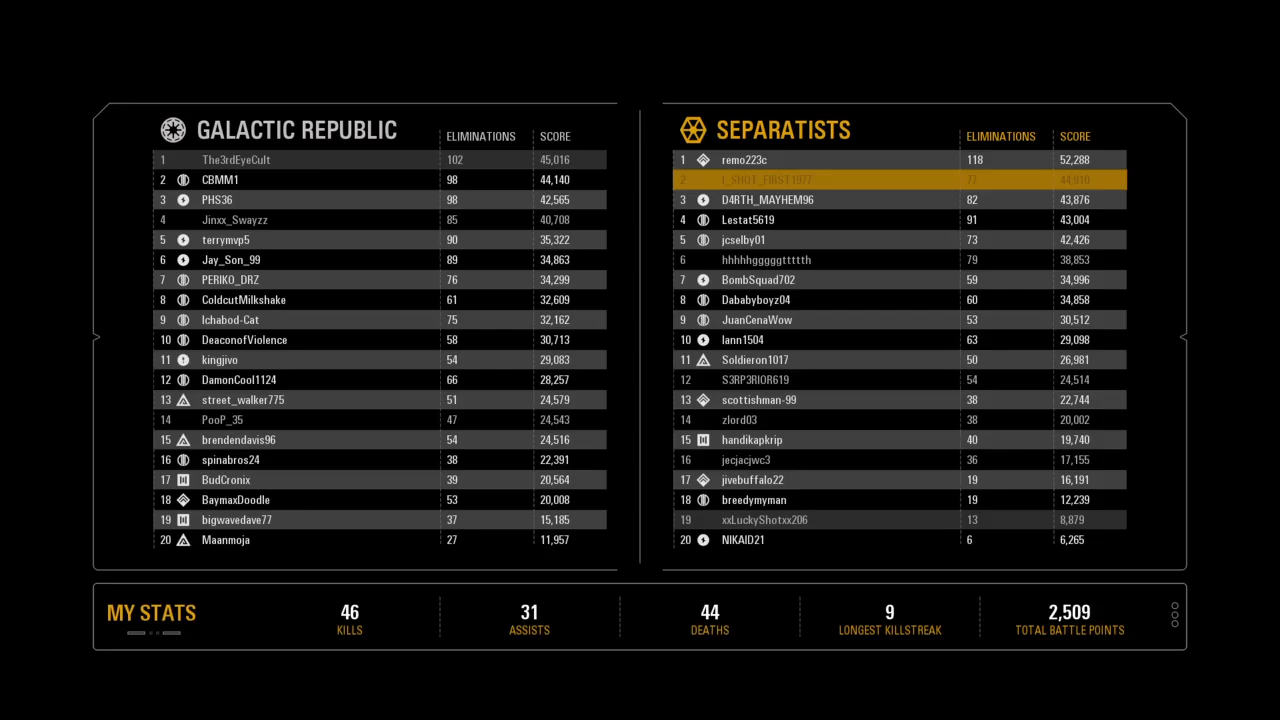 GALACTIC REPUBLIC ELIMINATIONS SCORE
1 The3rdEyeCult 102 45,016
2 CBMM1 98 44,140
3 PHS36 98 42,565
4 Jinxx_Swayzz 85 40,708
5 terrymvp5 90 35,322
6 Jay_Son_99 89 34,863
7 PERIKO_DRZ 76 34,299
8 ColdcutMilkshake 61 32,609
9 Ichabod-Cat 75 32,162
10 DeaconofViolence 58 30,713
11 kingjivo 54 29,083
12 DamonCool1124 66 28,257
13 street_walker775 51 24,579
14 PooP_35 47 24,543
15 brendendavis96 54 24,516
16 spinabros24 38 22,391
17 BudCronix 39 20,564
18 BaymaxDoodle 53 20,008
19 bigwavedave77 37 15,185
20 Maanmoja 27 11,957
SEPARATISTS ELIMINATIONS SCORE
1 remo223c 118 52,288
2 I_SHOT_FIRST1977 77 44,910
3 D4RTH_MAYHEM96 82 43,876
4 Lestat5619 91 43,004
5 jcselby01 73 42,426
6 hhhhhgggggttttth 79 38,853
7 BombSquad702 59 34,996
8 Dababyboyz04 60 34,858
9 JuanCenaWow 53 30,512
10 Iann1504 63 29,098
11 Soldieron1017 50 26,981
12 S3RP3RIOR619 54 24,514
13 scottishman-99 38 22,744
14 zlord03 38 20,002
15 handikapkrip 40 19,740
16 jecjacjwc3 36 17,155
17 jivebuffalo22 19 16,191
18 breedymyman 19 12,239
19 xxLuckyShotxx206 13 8,879
20 NIKAID21 6 6,265
MY STATS
46 KILLS
31 ASSISTS
44 DEATHS
9 LONGEST KILLSTREAK
2,509 TOTAL BATTLE POINTS